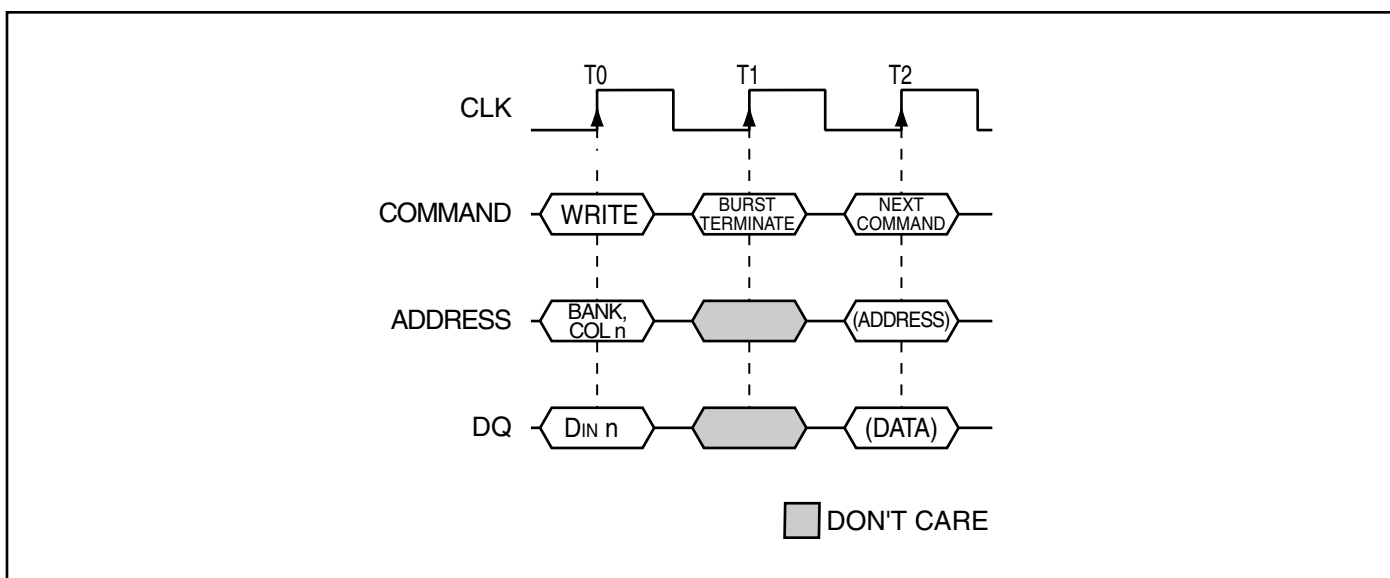 T0 T1 T2
CLK
COMMAND WRITE BURST TERMINATE NEXT COMMAND
ADDRESS BANK, COL n (ADDRESS)
DQ DIN n (DATA)
DON'T CARE